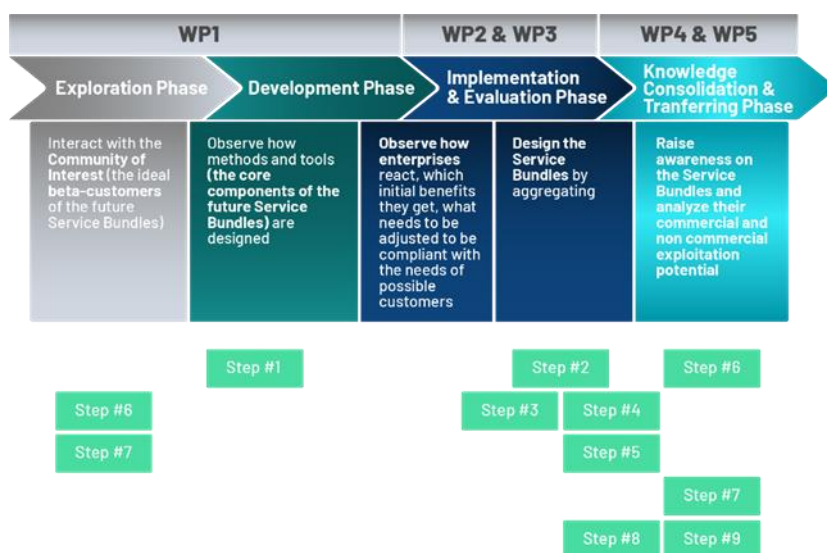 WP1
WP2 & WP3
WP4 & WP5
Exploration Phase
Development Phase
Implementation
& Evaluation Phase
Knowledge
Consolidation &
Tranferring Phase
Interact with the
Community of
Interest (the ideal
beta-customers
of the future
Service Bundles)
Observe how
methods and tools
(the core
components of the
future Service
Bundles) are
designed
Observe how
enterprises
react, which
initial benefits
they get, what
needs to be
adjusted to be
compliant with
the needs of
possible
customers
Design the
Service
Bundles by
aggregating
Raise
awareness on
the Service
Bundles and
analyze their
commercial and
non commercial
exploitation
potential
Step #1
Step #2
Step #6
Step #6
Step #3
Step #4
Step #7
Step #5
Step #7
Step #8
Step #9